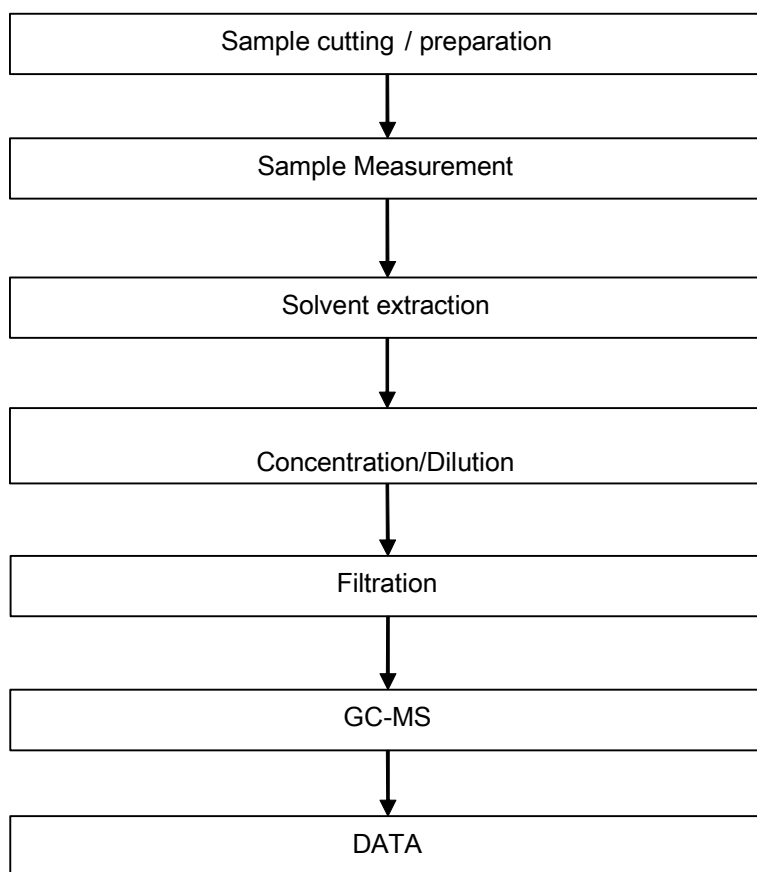 Sample cutting / preparation
Sample Measurement
Solvent extraction
Concentration/Dilution
Filtration
GC-MS
DATA